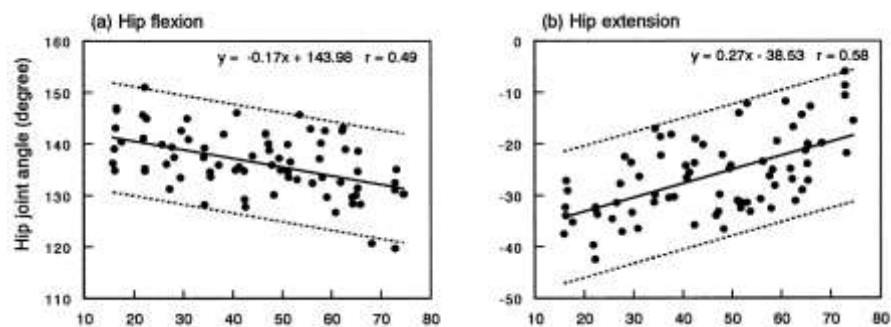 (a) Hip flexion
y = -0.17x + 143.98 r = 0.49
Hip joint angle (degree)
160
150
140
130
120
110
10 20 30 40 50 60 70 80
(b) Hip extension
y = 0.27x - 38.53 r = 0.58
0
-10
-20
-30
-40
-50
10 20 30 40 50 60 70 80